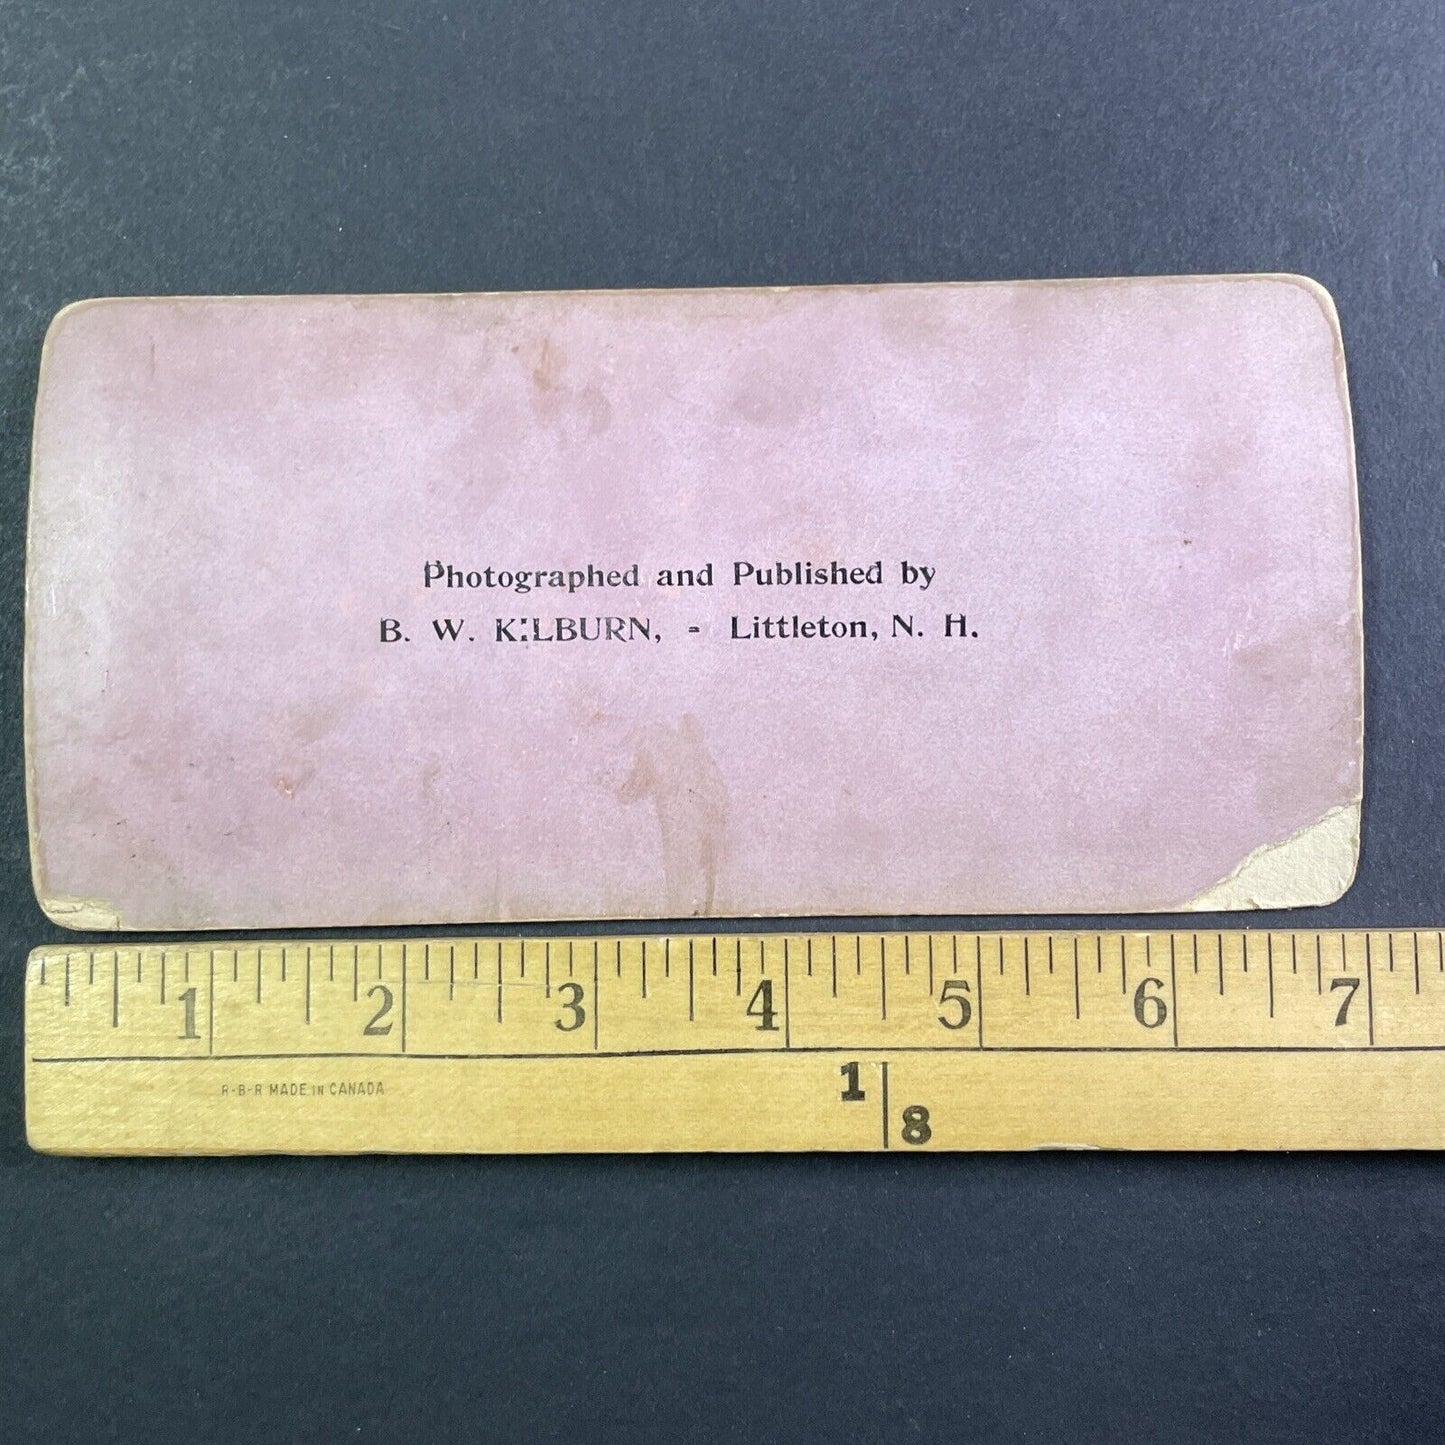 Photographed and Published by
B. W. KILBURN, - Littleton, N. H.
1 2 3 4 5 6 7
R-B-R MADE IN CANADA
1
8